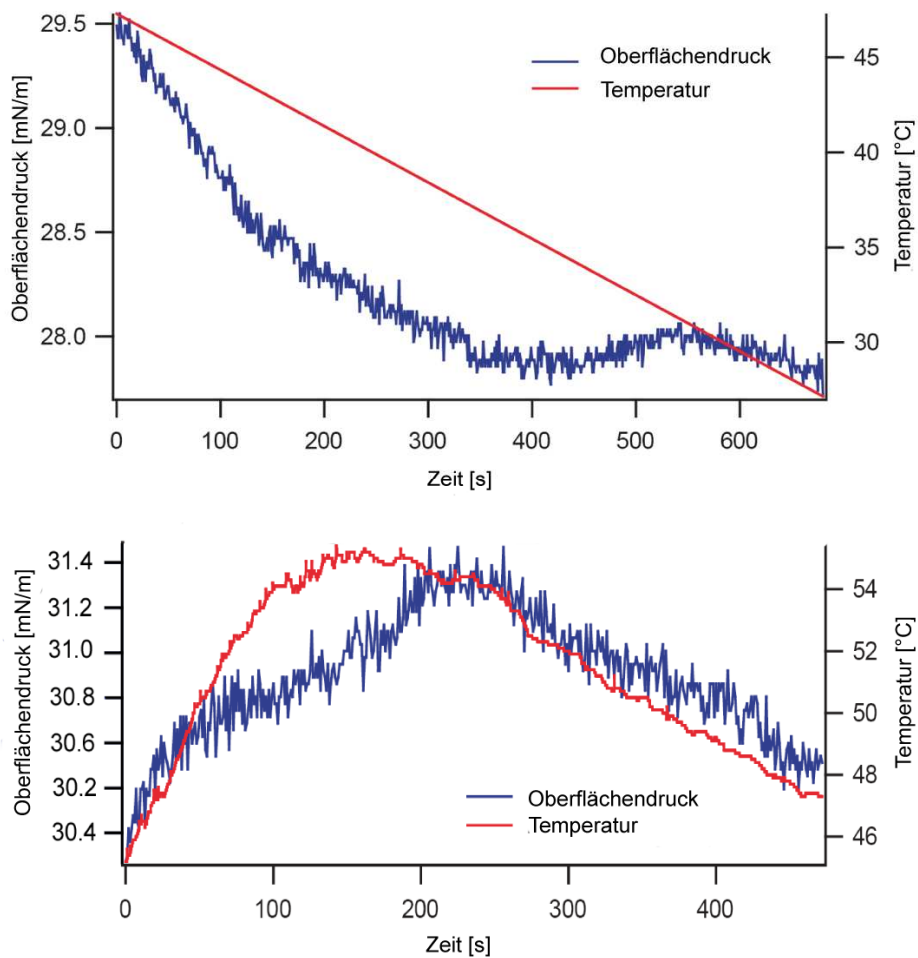 Oberflächendruck [mN/m]
29.5
29.0
28.5
28.0
Oberflächendruck
Temperatur
45
40
35
30
Temperatur [°C]
0 100 200 300 400 500 600
Zeit [s]
Oberflächendruck [mN/m]
31.4
31.2
31.0
30.8
30.6
30.2
30.4
Oberflächendruck
Temperatur
54
52
50
48
46
Temperatur [°C]
0 100 200 300 400
Zeit [s]